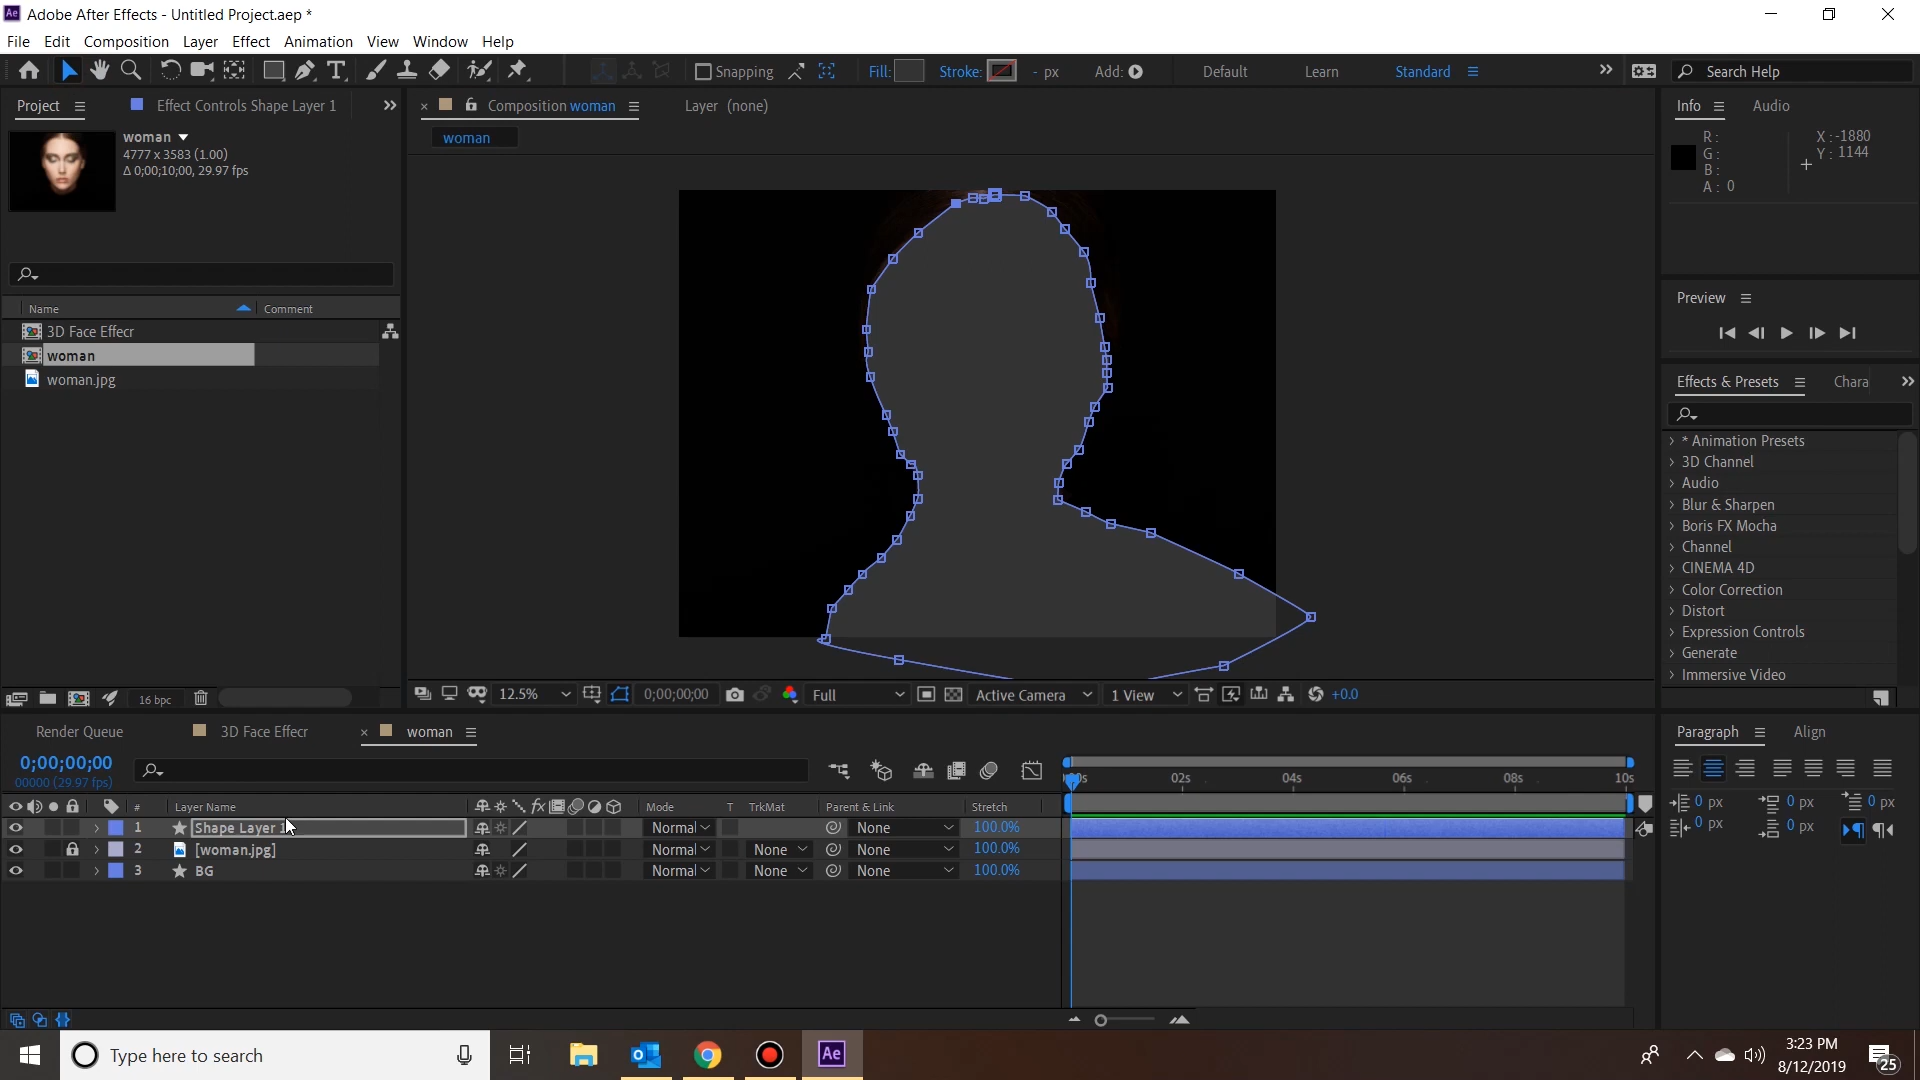 Ae Adobe After Effects - Untitled Project.aep *
File Edit Composition Layer Effect Animation View Window Help
Snapping Fill: Stroke: - px Add: Default Learn Standard Search Help
Project Effect Controls Shape Layer 1
Composition woman Layer (none)
Info Audio
woman
4777 x 3583 (1.00)
Δ 0;00;10;00, 29.97 fps
woman
R :
G :
B :
A : 0
X : -1880
Y : 1144
Name Comment
3D Face Effecr
woman
woman.jpg
Preview
Effects & Presets Chara
* Animation Presets
3D Channel
Audio
Blur & Sharpen
Boris FX Mocha
Channel
CINEMA 4D
Color Correction
Distort
Expression Controls
Generate
Immersive Video
16 bpc
12.5% 0;00;00;00 Full Active Camera 1 View +0.0
Render Queue 3D Face Effecr woman
Paragraph Align
0;00;00;00
00000 (29.97 fps)
02s 04s 06s 08s 10s
# Layer Name fx Mode T TrkMat Parent & Link Stretch
1 Shape Layer 1 Normal None 100.0%
2 [woman.jpg] Normal None None 100.0%
3 BG Normal None None 100.0%
0 px 0 px 0 px
0 px 0 px
Type here to search
Ae
3:23 PM
8/12/2019
25